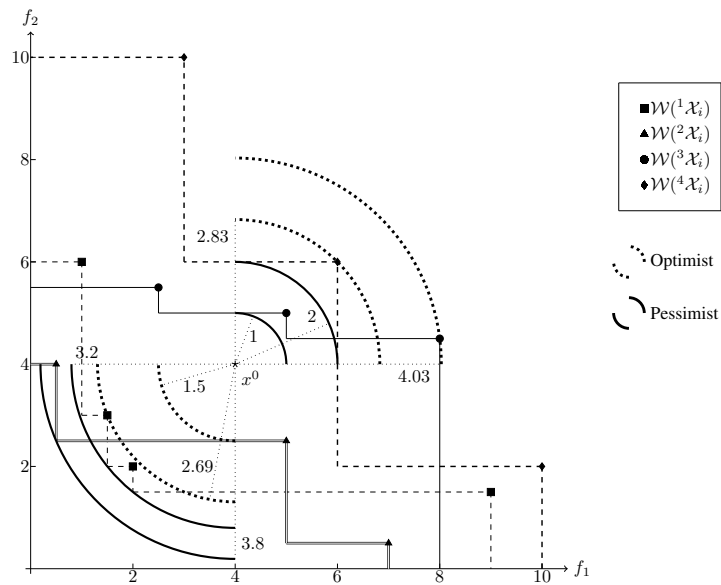 f₂
10
8
6
4
2
2.83
3.2
1
2
1.5
x⁰
4.03
2.69
3.8
2
4
6
8
10
f₁
𝒲(¹𝒳ᵢ)
𝒲(²𝒳ᵢ)
𝒲(³𝒳ᵢ)
𝒲(⁴𝒳ᵢ)
Optimist
Pessimist